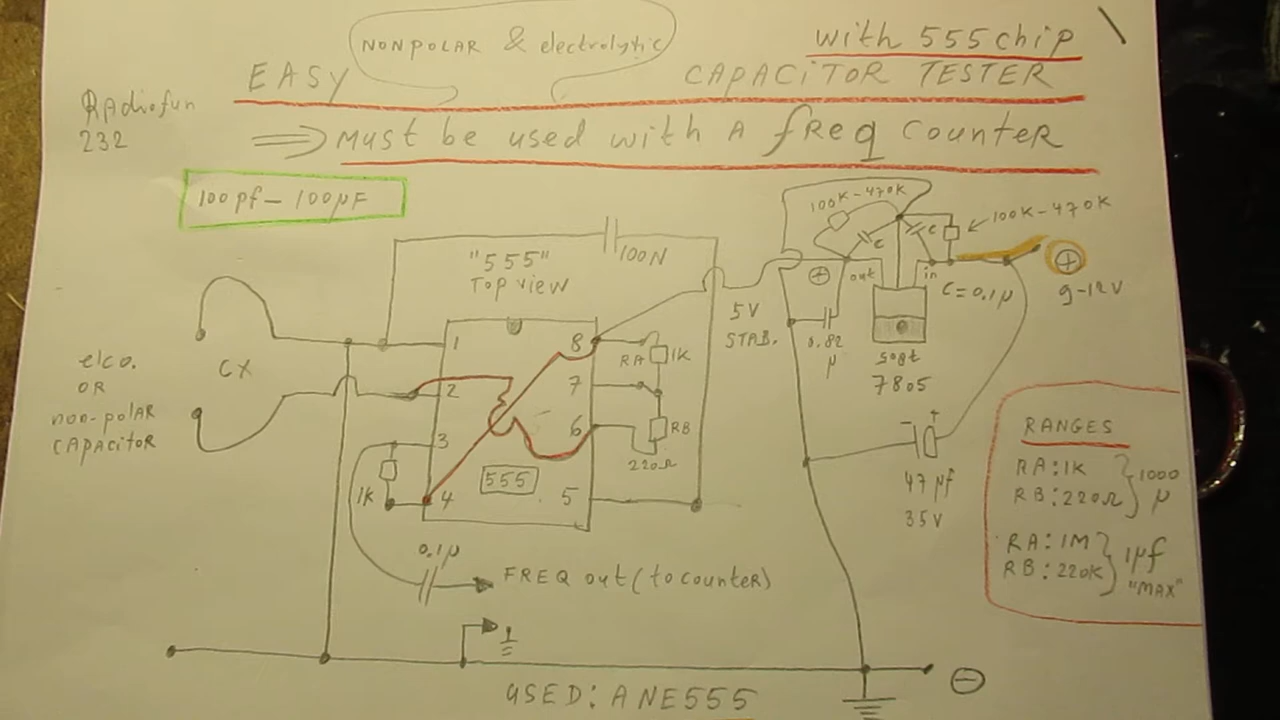 NONPOLAR & electrolytic
with 555 chip
EASY CAPACITOR TESTER
RAdiofun
232
⇒ MUST be used with A fReq COUNTER
100pf – 100µF
100K-470K
100K-470K
"555"
Top view
100N
C
C
+
out
in
+
C = 0.1µ
9-12V
5V
STAB.
0.82
µ
7805
elco.
OR
non-polar
CAPACITOR
CX
1
2
3
4
8
7
6
5
RA
1K
RB
220Ω
1K
555
-
+
47µf
35V
RANGES
RA: 1K
RB: 220Ω
1000
µ
RA: 1M
RB: 220K
1µf
"MAX"
0.1µ
FREQ out (to counter)
USED: ANE555
-